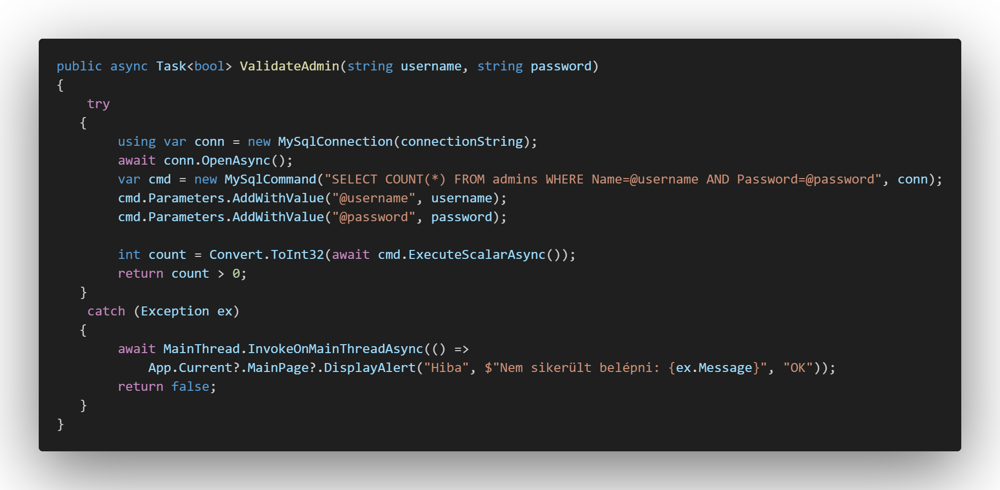 public async Task<bool> ValidateAdmin(string username, string password)
{
    try
   {
        using var conn = new MySqlConnection(connectionString);
        await conn.OpenAsync();
        var cmd = new MySqlCommand("SELECT COUNT(*) FROM admins WHERE Name=@username AND Password=@password", conn);
        cmd.Parameters.AddWithValue("@username", username);
        cmd.Parameters.AddWithValue("@password", password);

        int count = Convert.ToInt32(await cmd.ExecuteScalarAsync());
        return count > 0;
   }
    catch (Exception ex)
   {
        await MainThread.InvokeOnMainThreadAsync(() =>
            App.Current?.MainPage?.DisplayAlert("Hiba", $"Nem sikerült belépni: {ex.Message}", "OK"));
        return false;
   }
}